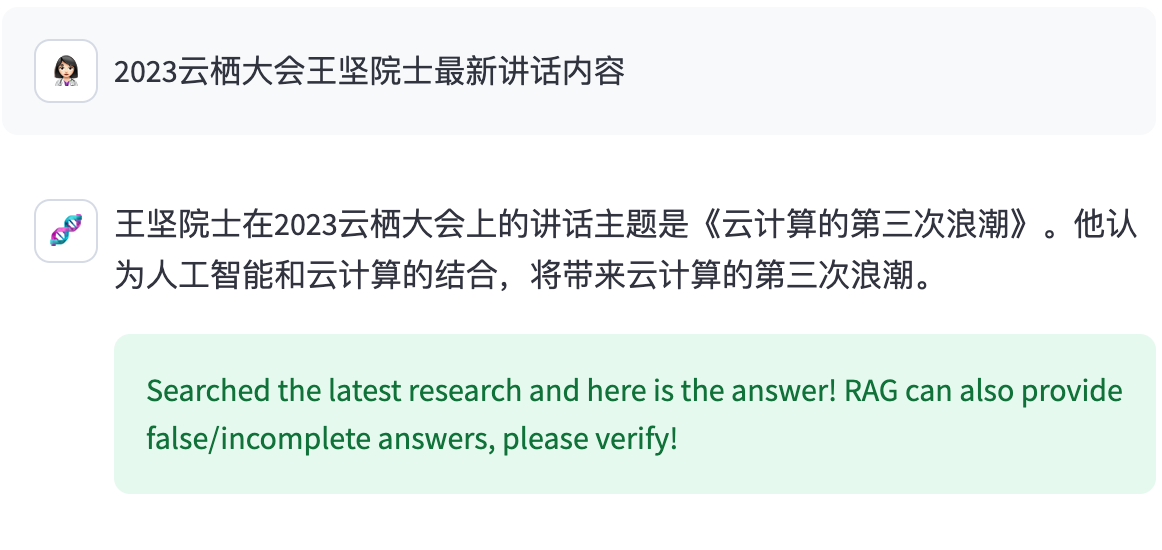 2023云栖大会王坚院士最新讲话内容
王坚院士在2023云栖大会上的讲话主题是《云计算的第三次浪潮》。他认
为人工智能和云计算的结合，将带来云计算的第三次浪潮。
Searched the latest research and here is the answer! RAG can also provide
false/incomplete answers, please verify!